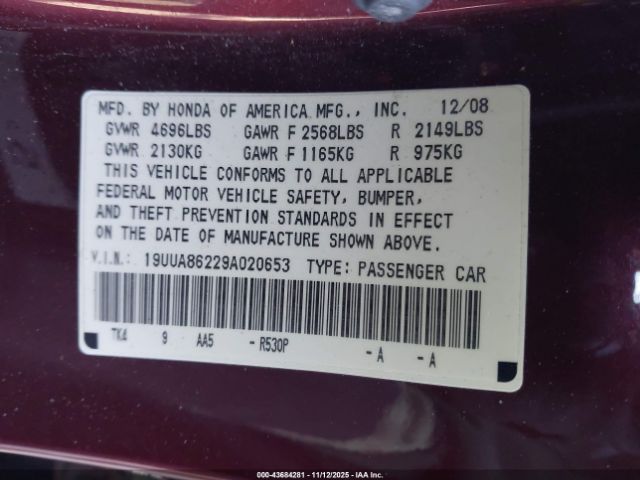 MFD. BY HONDA OF AMERICA MFG., INC. 12/08
GVWR 4696LBS GAWR F 2568LBS R 2149LBS
GVWR 2130KG GAWR F 1165KG R 975KG
THIS VEHICLE CONFORMS TO ALL APPLICABLE
FEDERAL MOTOR VEHICLE SAFETY, BUMPER,
AND THEFT PREVENTION STANDARDS IN EFFECT
ON THE DATE OF MANUFACTURE SHOWN ABOVE.
V.I.N.: 19UUA86229A020653 TYPE: PASSENGER CAR
TK4 9 AA5 - R530P - A - A
000-43684281 - 11/12/2025 - IAA Inc.